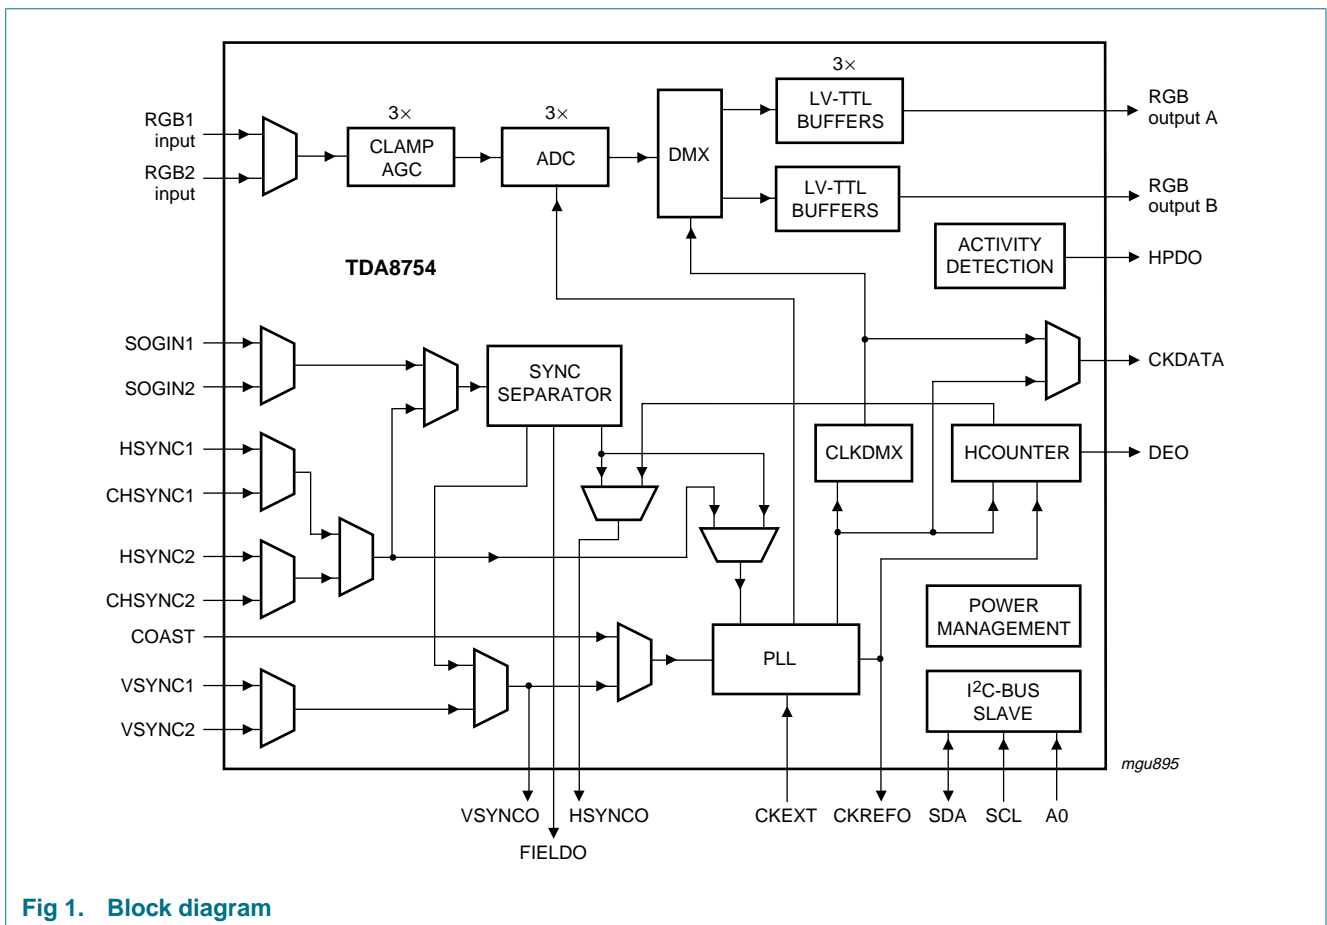 3×
RGB1
input
3×
CLAMP
AGC
3×
ADC
DMX
LV-TTL
BUFFERS
RGB
output A
RGB2
input
LV-TTL
BUFFERS
RGB
output B
ACTIVITY
DETECTION
HPDO
TDA8754
SOGIN1
SOGIN2
SYNC
SEPARATOR
CKDATA
HSYNC1
CHSYNC1
CLKDMX
HCOUNTER
DEO
HSYNC2
CHSYNC2
COAST
POWER
MANAGEMENT
PLL
VSYNC1
VSYNC2
I²C-BUS
SLAVE
mgu895
VSYNCO
HSYNCO
CKEXT
CKREFO
SDA
SCL
A0
FIELDO
Fig 1. Block diagram